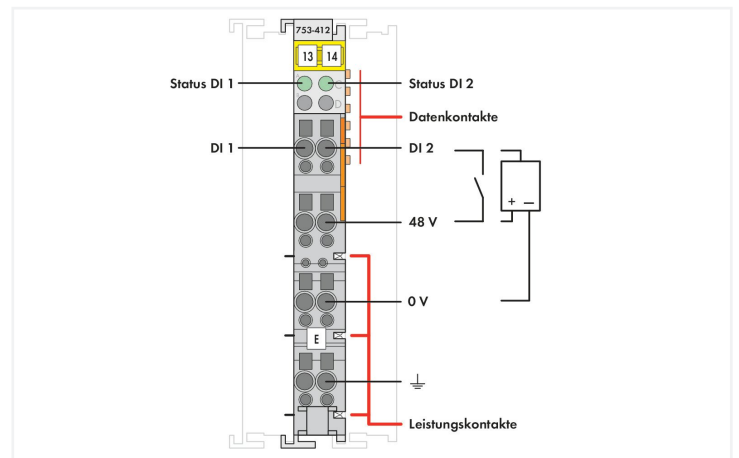 753-412
13 14
Status DI 1
Status DI 2
C
D
Datenkontakte
DI 1
DI 2
+ −
48 V
0 V
E
Leistungskontakte